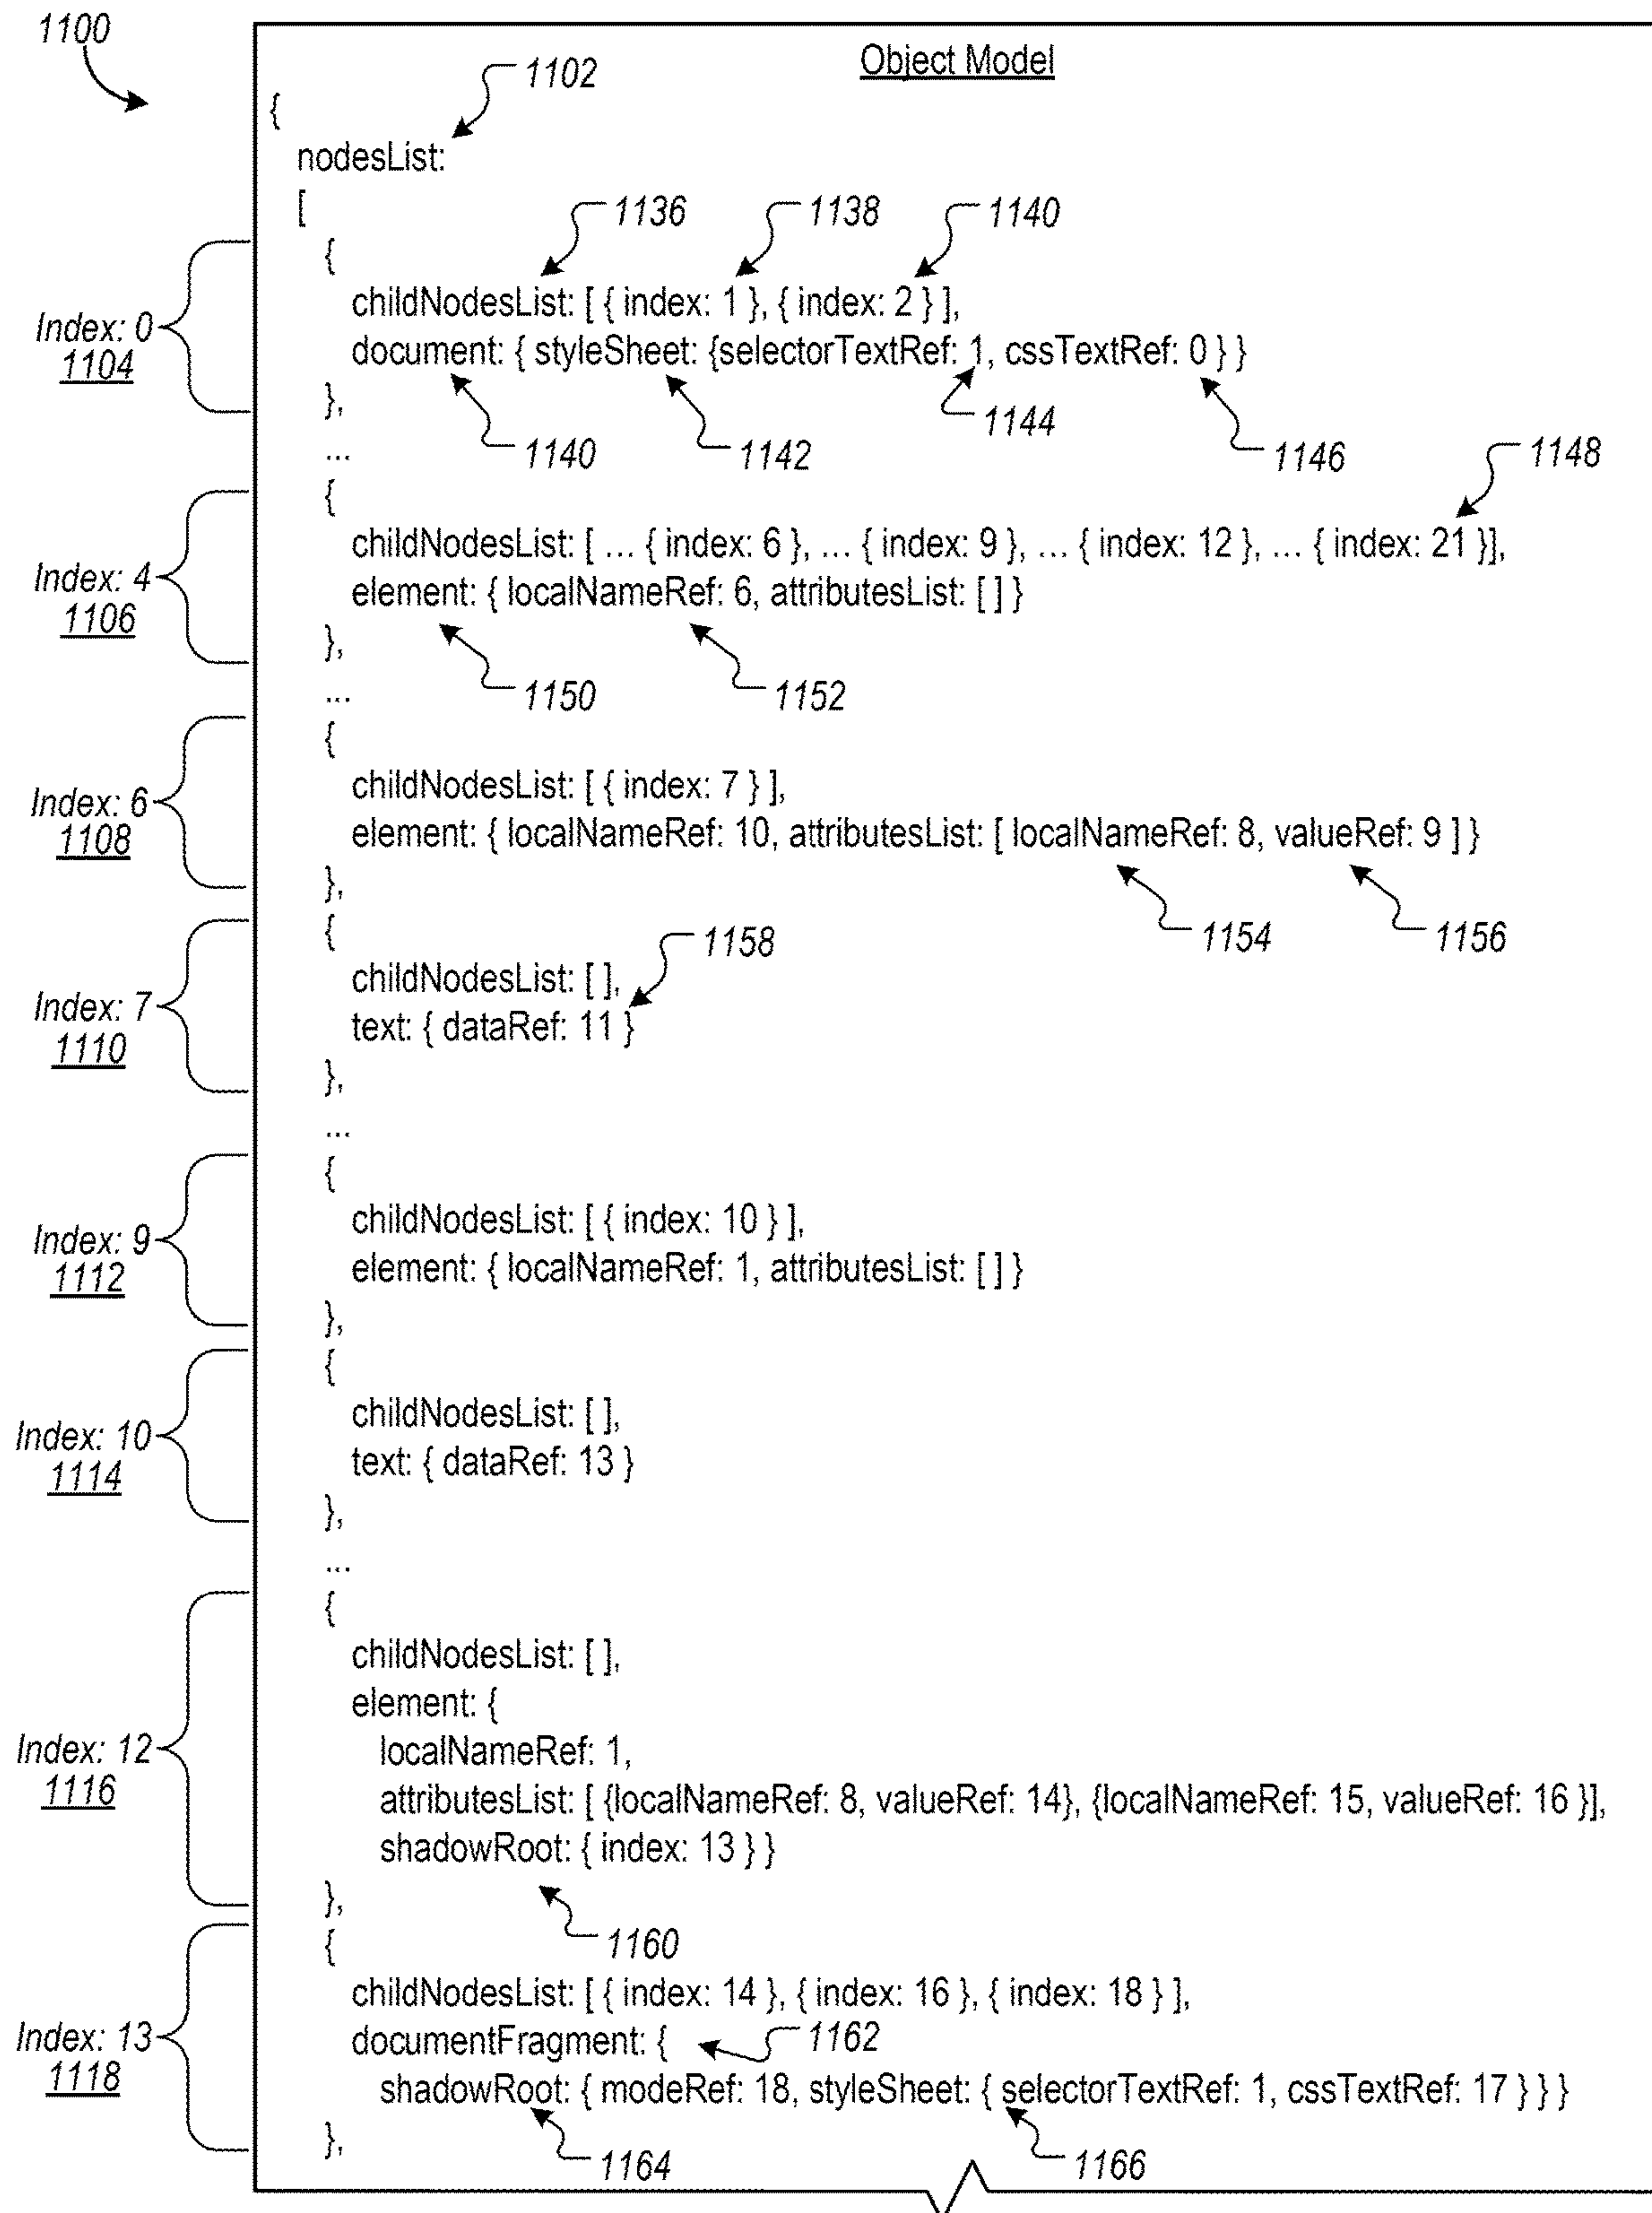 1100
Object Model
1102
{
nodesList:
[
1136
1138
1140
{
childNodesList: [ { index: 1 }, { index: 2 } ],
Index: 0
1104
document: { styleSheet: {selectorTextRef: 1, cssTextRef: 0 } }
},
1140
1142
1144
1146
...
1148
{
childNodesList: [ ... { index: 6 }, ... { index: 9 }, ... { index: 12 }, ... { index: 21 }],
Index: 4
1106
element: { localNameRef: 6, attributesList: [ ] }
},
1150
1152
...
{
childNodesList: [ { index: 7 } ],
Index: 6
1108
element: { localNameRef: 10, attributesList: [ localNameRef: 8, valueRef: 9 ] }
},
1154
1156
{
1158
childNodesList: [ ],
Index: 7
1110
text: { dataRef: 11 }
},
...
{
childNodesList: [ { index: 10 } ],
Index: 9
1112
element: { localNameRef: 1, attributesList: [ ] }
},
{
childNodesList: [ ],
Index: 10
1114
text: { dataRef: 13 }
},
...
{
childNodesList: [ ],
element: {
Index: 12
1116
localNameRef: 1,
attributesList: [ {localNameRef: 8, valueRef: 14}, {localNameRef: 15, valueRef: 16 }],
shadowRoot: { index: 13 } }
},
1160
{
childNodesList: [ { index: 14 }, { index: 16 }, { index: 18 } ],
Index: 13
1118
documentFragment: {
1162
shadowRoot: { modeRef: 18, styleSheet: { selectorTextRef: 1, cssTextRef: 17 } } }
},
1164
1166